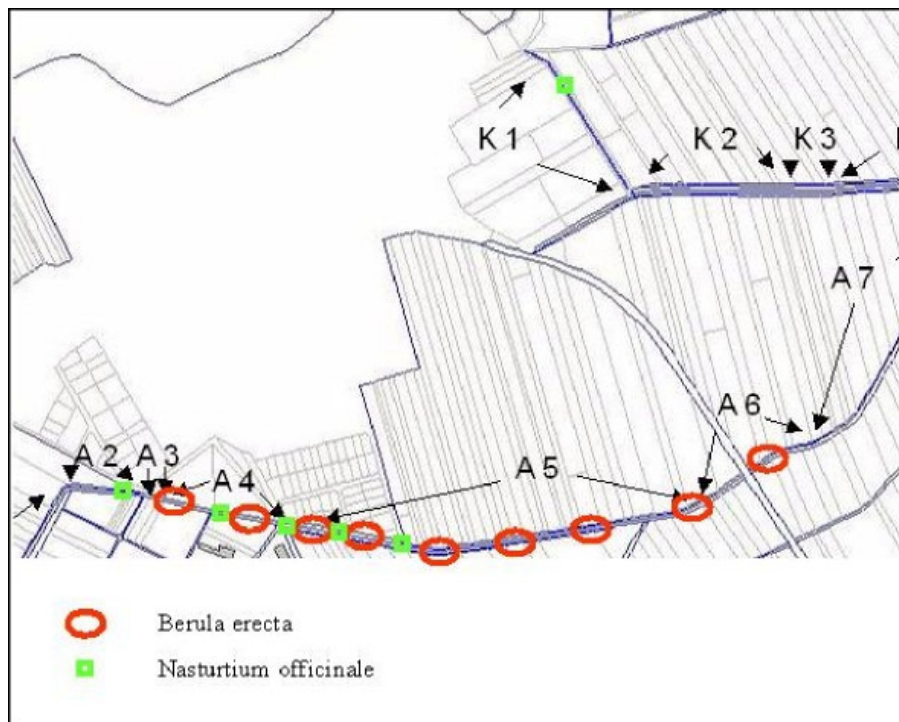 K 1
K 2
K 3
A 7
A 6
A 2
A 3
A 4
A 5
Berula erecta
Nasturtium officinale